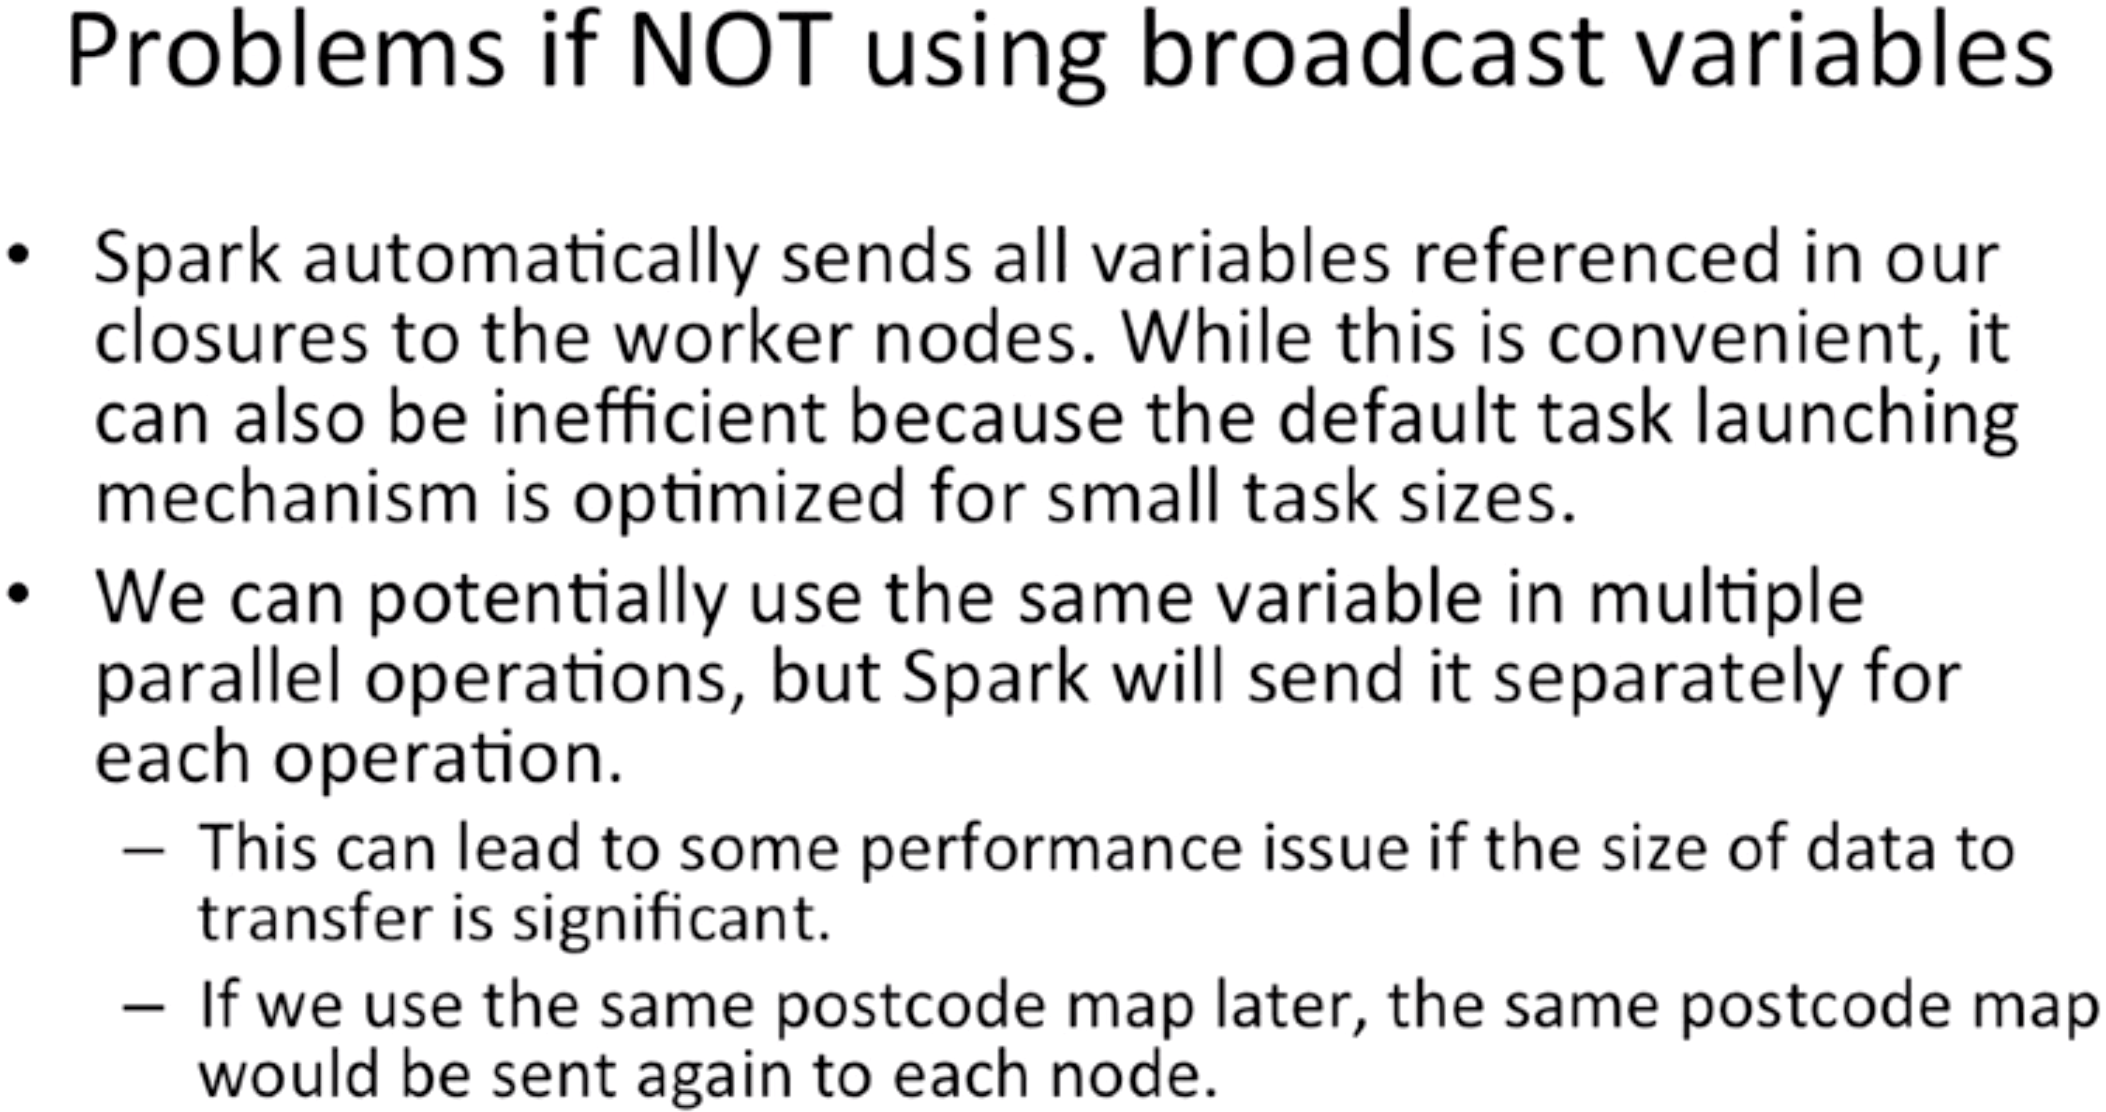 Problems if NOT using broadcast variables
• Spark automatically sends all variables referenced in our
closures to the worker nodes. While this is convenient, it
can also be inefficient because the default task launching
mechanism is optimized for small task sizes.
• We can potentially use the same variable in multiple
parallel operations, but Spark will send it separately for
each operation.
– This can lead to some performance issue if the size of data to
transfer is significant.
– If we use the same postcode map later, the same postcode map
would be sent again to each node.